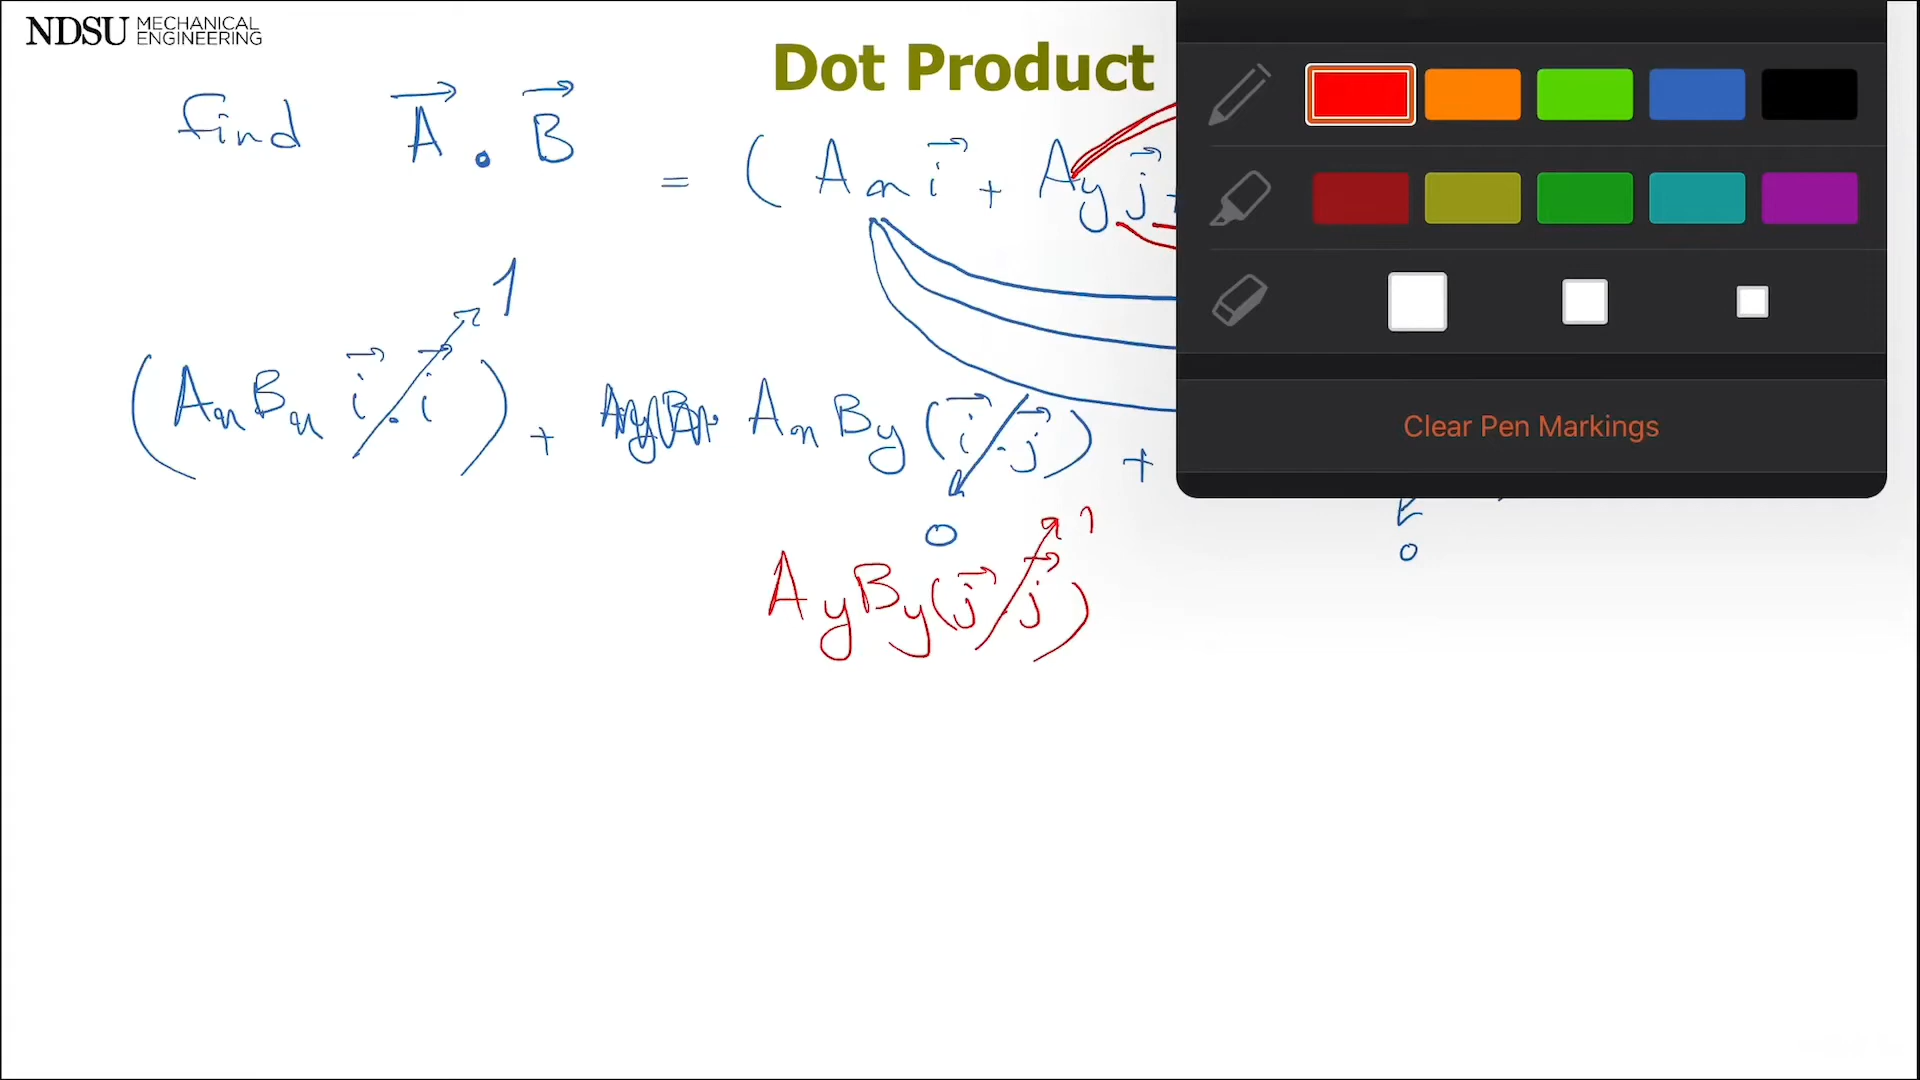 NDSU MECHANICAL ENGINEERING
Dot Product
find A . B
= ( Ax i + Ay j +
1
( Ax Bx i . i ) + Ax By ( i . j ) +
0
0
1
Ay By ( j . j )
Clear Pen Markings